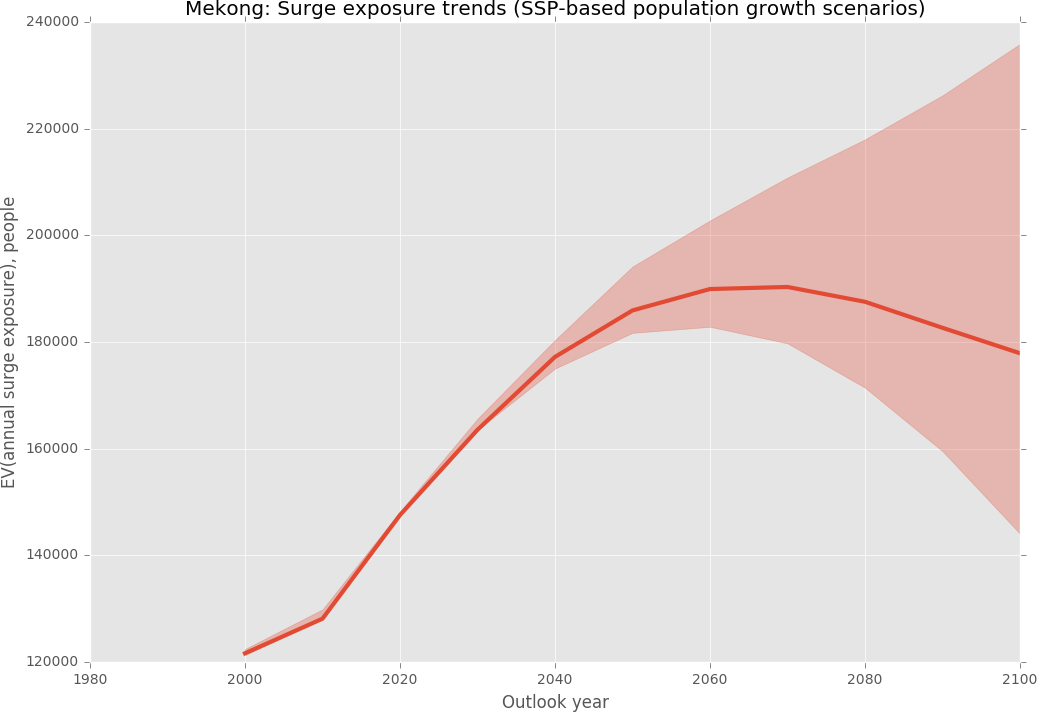 Mekong: Surge exposure trends (SSP-based population growth scenarios)
240000
220000
200000
180000
160000
140000
120000
EV(annual surge exposure), people
1980 2000 2020 2040 2060 2080 2100
Outlook year